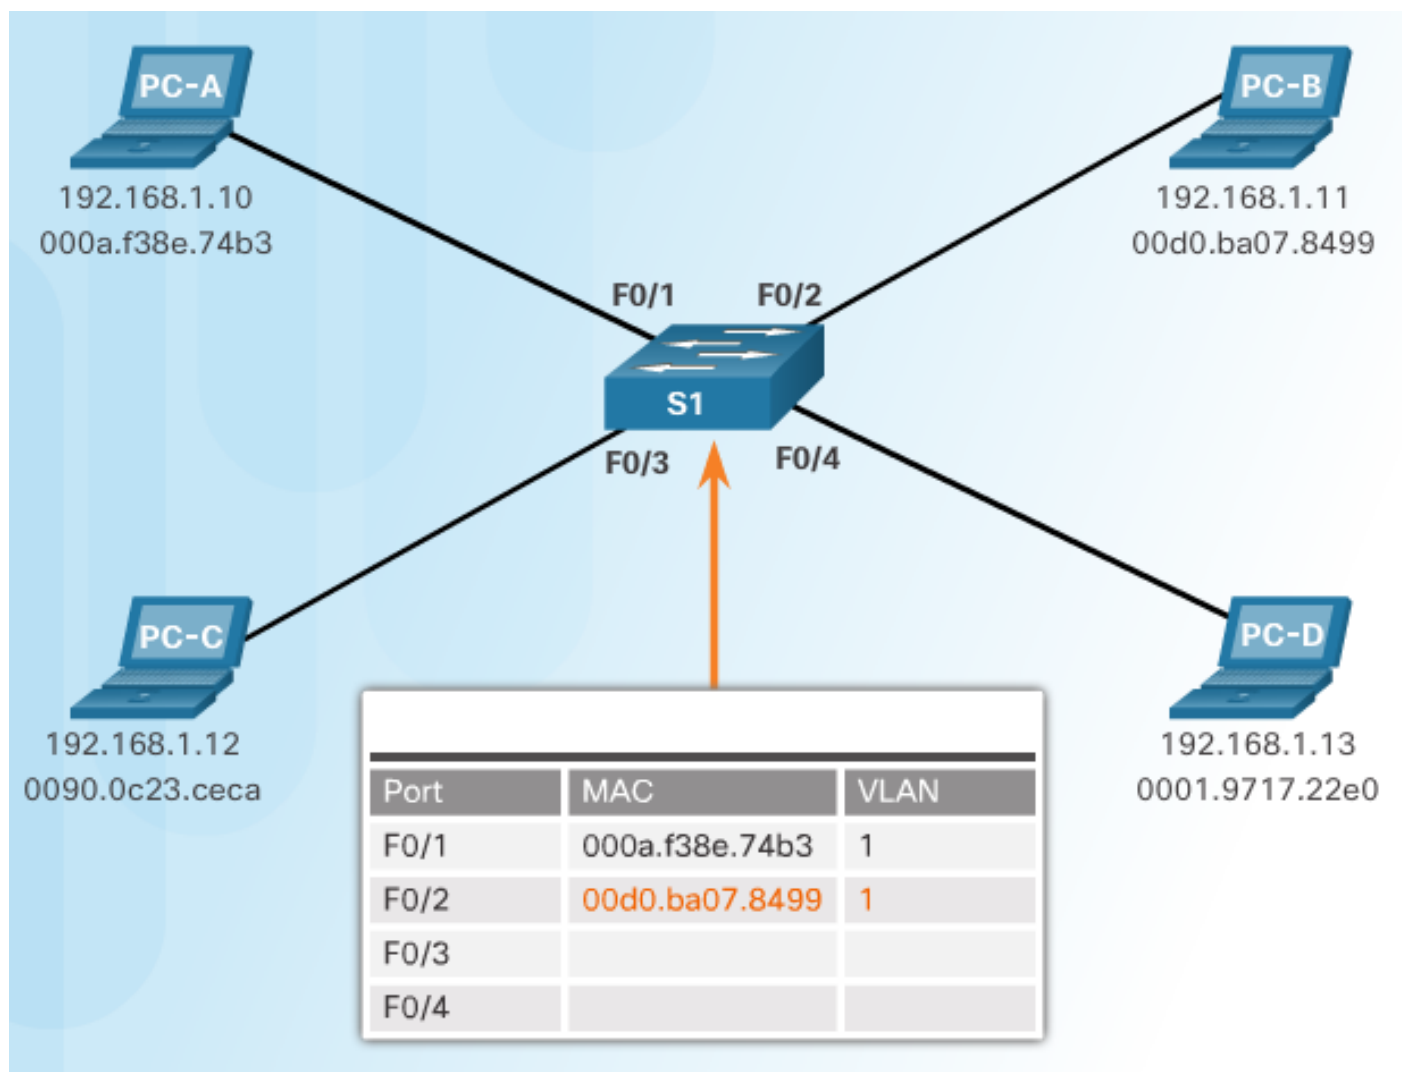 PC-A
192.168.1.10
000a.f38e.74b3
PC-B
192.168.1.11
00d0.ba07.8499
F0/1 F0/2
S1
F0/3 F0/4
PC-C
192.168.1.12
0090.0c23.ceca
PC-D
192.168.1.13
0001.9717.22e0
Port MAC VLAN
F0/1 000a.f38e.74b3 1
F0/2 00d0.ba07.8499 1
F0/3
F0/4